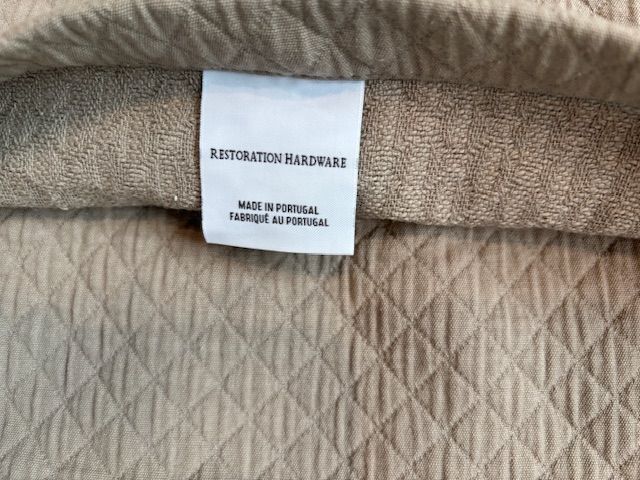 RESTORATION HARDWARE
MADE IN PORTUGAL
FABRIQUÉ AU PORTUGAL